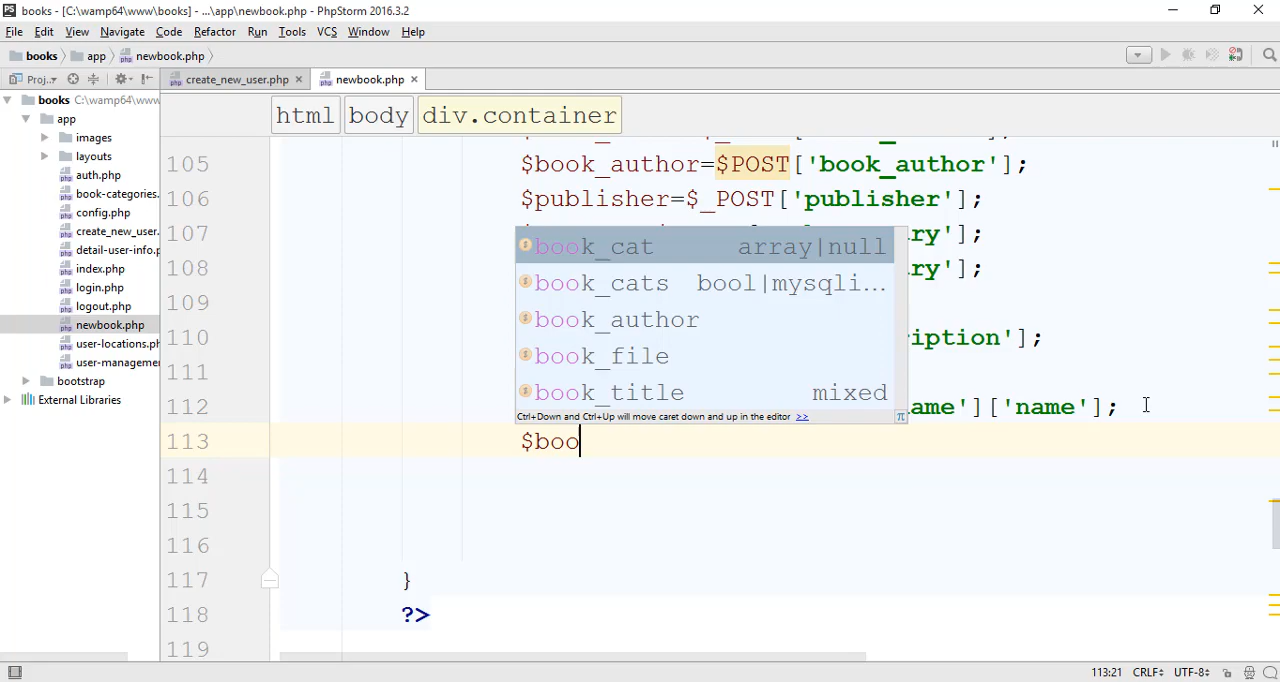 books - [C:\wamp64\www\books] - ...\app\newbook.php - PhpStorm 2016.3.2
File Edit View Navigate Code Refactor Run Tools VCS Window Help
books app newbook.php
Proj... create_new_user.php newbook.php
books C:\wamp64\www
app
images
layouts
auth.php
book-categories.
config.php
create_new_user.
detail-user-info.p
index.php
login.php
logout.php
newbook.php
user-locations.ph
user-managemen
bootstrap
External Libraries
html body div.container
105 $book_author=$POST['book_author'];
106 $publisher=$_POST['publisher'];
107 ry'];
108 ry'];
109
110 iption'];
111
112 ame']['name'];
113 $boo
114
115
116
117 }
118 ?>
119
book_cat array|null
book_cats bool|mysqli...
book_author
book_file
book_title mixed
Ctrl+Down and Ctrl+Up will move caret down and up in the editor >>
π
113:21 CRLF UTF-8